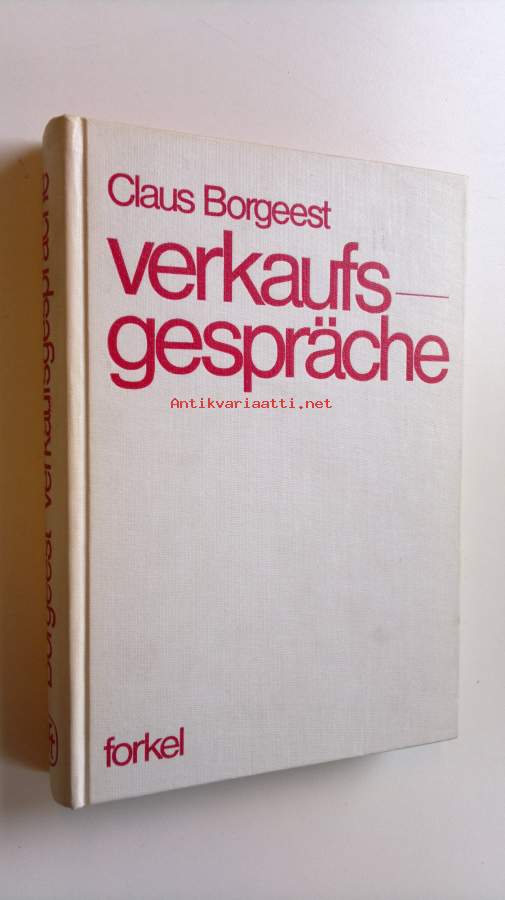 Claus Borgeest
verkaufs–
gespräche
Antikvariaatti.net
forkel
Borgeest verkaufsgespräche